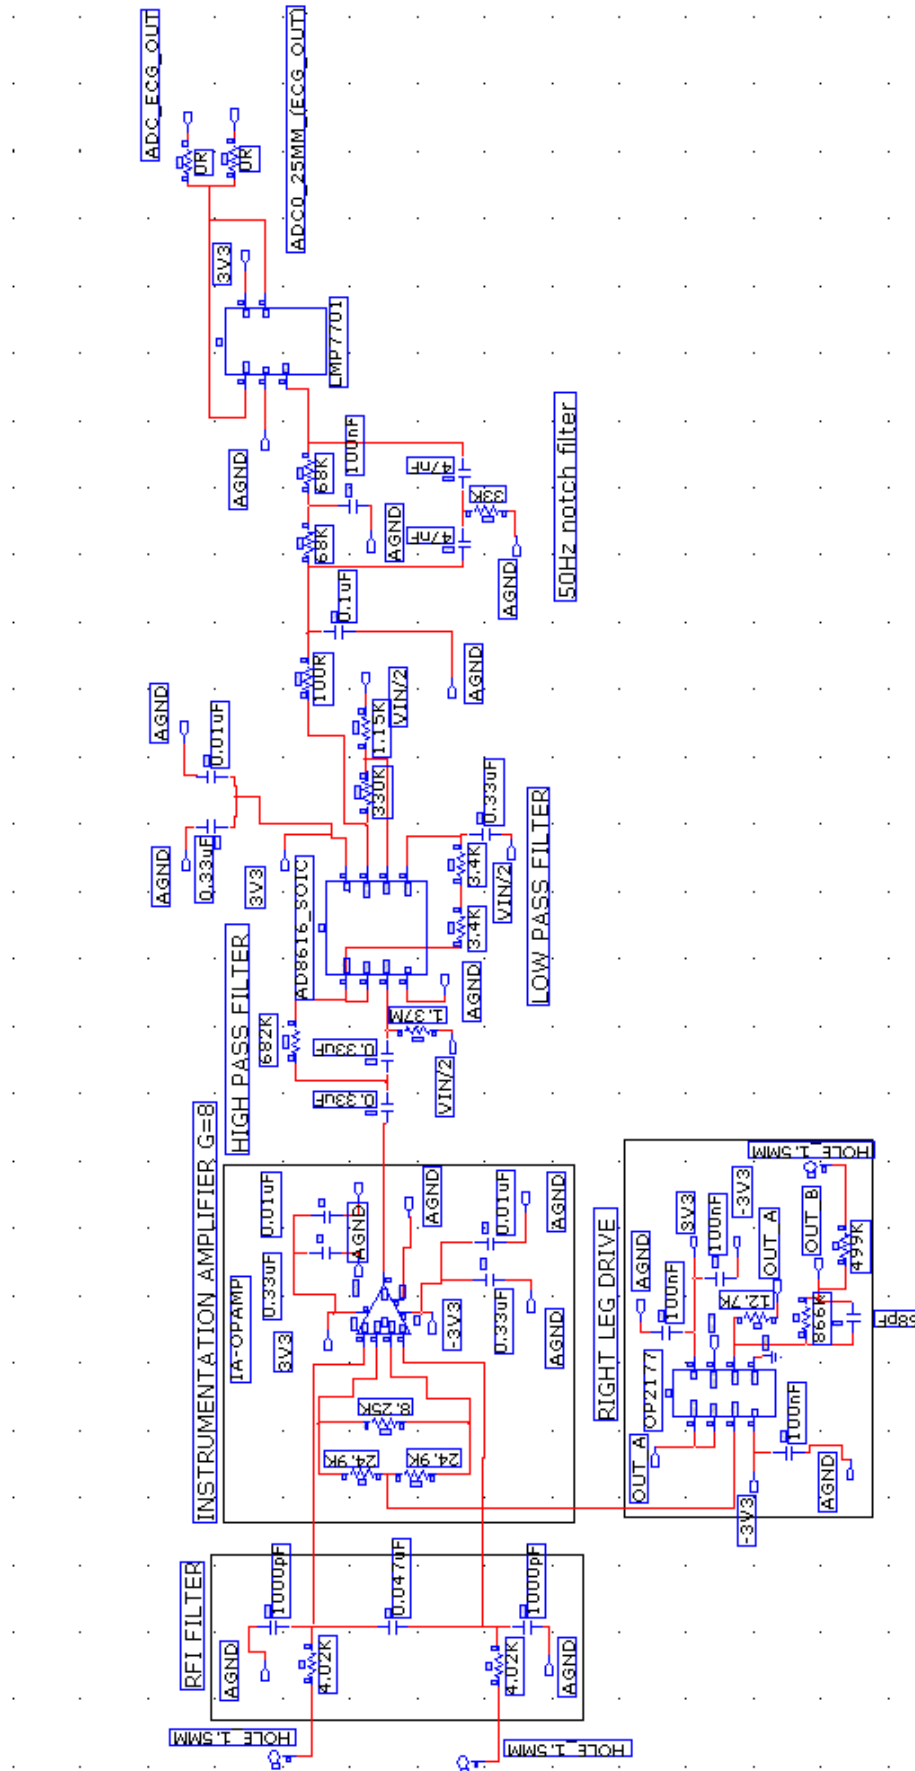 ADC_ECG_OUT
0R
0R
ADC0_25MM_(ECG_OUT)
3V3
LMP7701
AGND
68K
100nF
68K
AGND
47nF
33K
47nF
AGND
50Hz notch filter
0.1uF
100R
AGND
AGND
0.01uF
AGND
0.33uF
3V3
1.15K
VIN/2
330K
0.33uF
3.4K
VIN/2
3.4K
LOW PASS FILTER
AD8616_SOIC
AGND
HIGH PASS FILTER
682K
0.33uF
0.33uF
1.37M
VIN/2
INSTRUMENTATION AMPLIFIER G=8
IA-OPAMP
0.01uF
0.33uF
AGND
AGND
3V3
-3V3
0.01uF
0.33uF
AGND
AGND
8.25K
24.9K
24.9K
RIGHT LEG DRIVE
HOLE_1.5MM
AGND
3V3
100nF
-3V3
100nF
OUT_A
OUT_B
12.7K
499K
866K
68pF
OP2177
OUT_A
100nF
AGND
-3V3
RFI FILTER
AGND
1000pF
0.047uF
1000pF
4.02K
4.02K
AGND
HOLE_1.5MM
HOLE_1.5MM